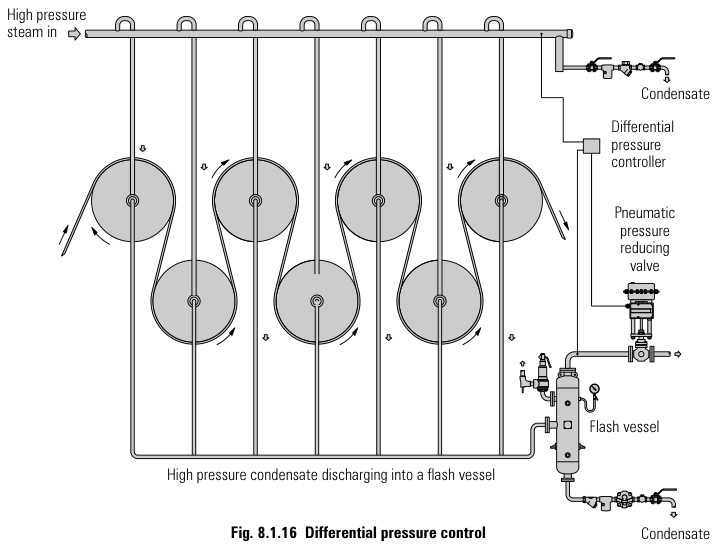 High pressure
steam in
Condensate
Differential
pressure
controller
Pneumatic
pressure
reducing
valve
Flash vessel
High pressure condensate discharging into a flash vessel
Fig. 8.1.16 Differential pressure control
Condensate